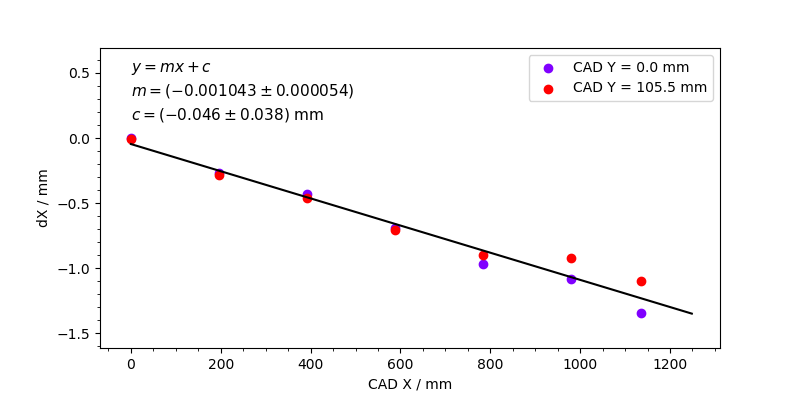 y = mx + c
m = (−0.001043 ± 0.000054)
c = (−0.046 ± 0.038) mm
CAD Y = 0.0 mm
CAD Y = 105.5 mm
dX / mm
0.5
0.0
−0.5
−1.0
−1.5
0 200 400 600 800 1000 1200
CAD X / mm